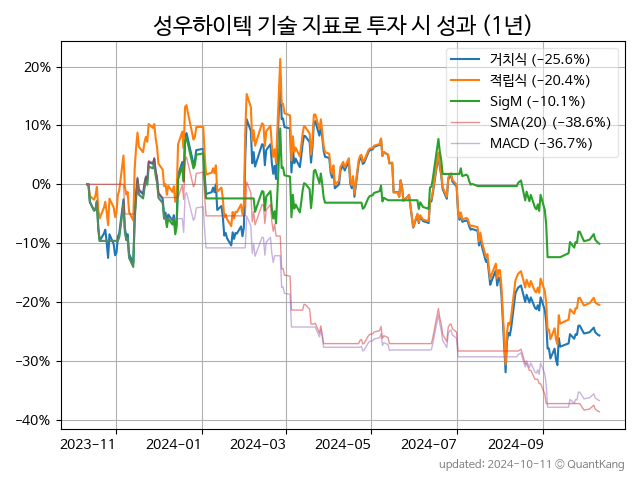 성우하이텍 기술 지표로 투자 시 성과 (1년)
거치식 (−25.6%)
적립식 (−20.4%)
SigM (−10.1%)
SMA(20) (−38.6%)
MACD (−36.7%)
20%
10%
0%
−10%
−20%
−30%
−40%
2023-11
2024-01
2024-03
2024-05
2024-07
2024-09
updated: 2024-10-11 © QuantKang